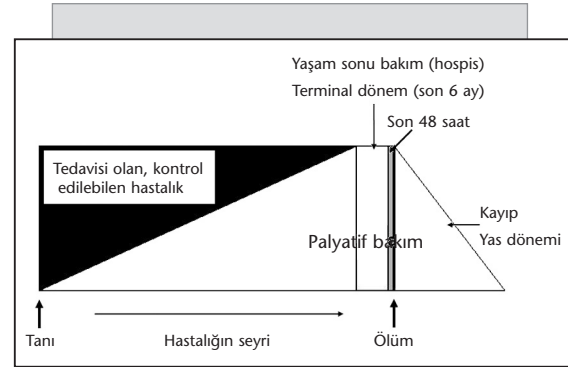 Yaşam sonu bakım (hospis)
Terminal dönem (son 6 ay)
Son 48 saat
Tedavisi olan, kontrol
edilebilen hastalık
Palyatif bakım
Kayıp
Yas dönemi
Tanı
Hastalığın seyri
Ölüm